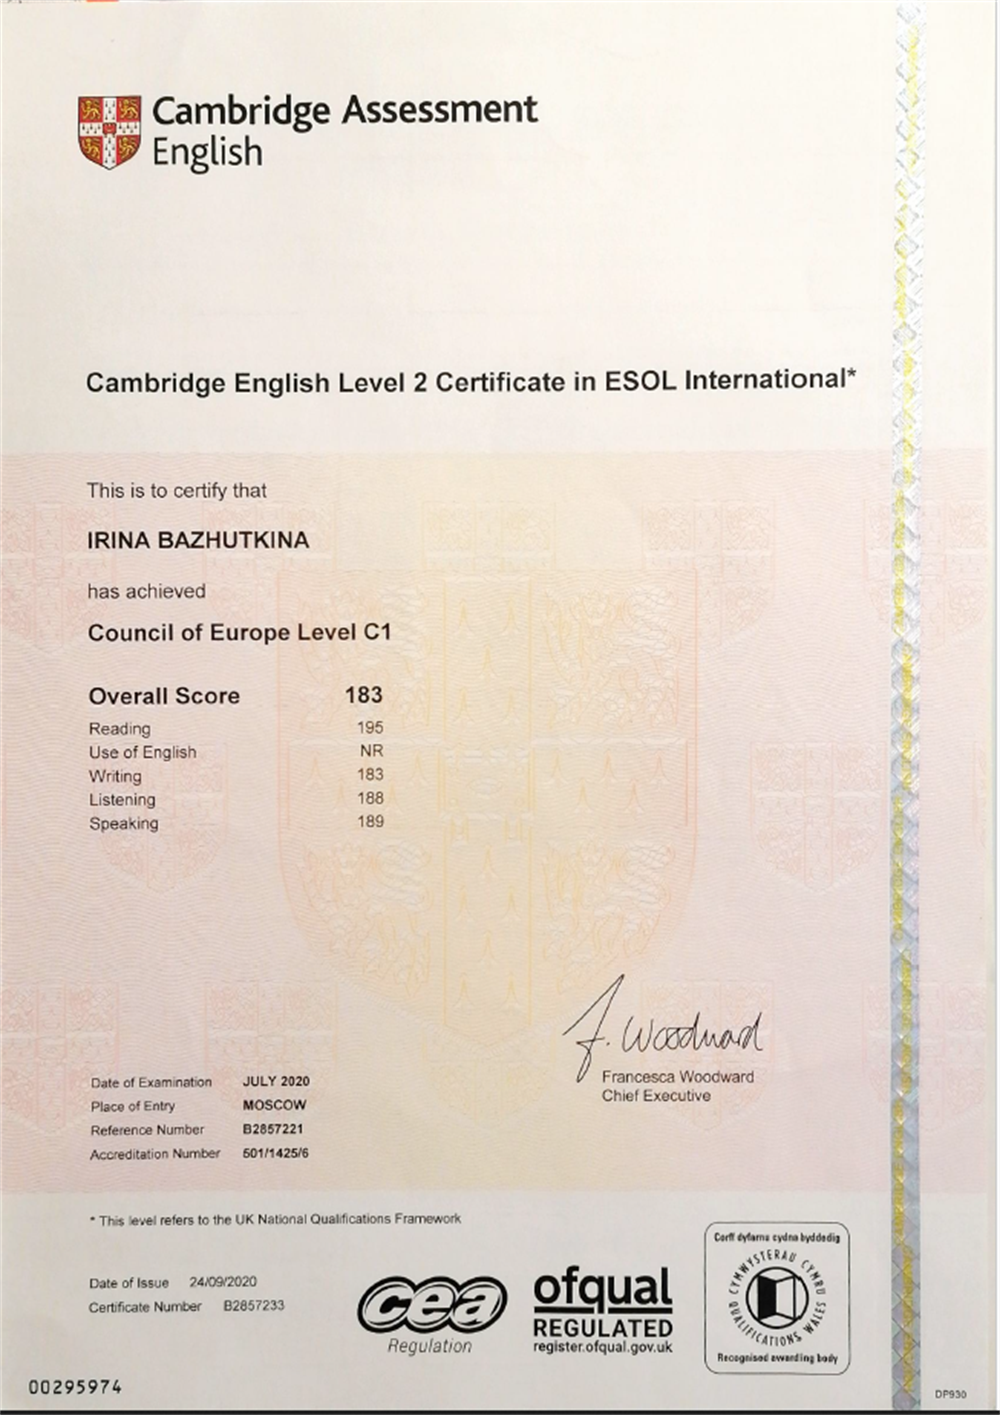 Cambridge Assessment
English
Cambridge English Level 2 Certificate in ESOL International*
This is to certify that
IRINA BAZHUTKINA
has achieved
Council of Europe Level C1
Overall Score 183
Reading 195
Use of English NR
Writing 183
Listening 188
Speaking 189
F. Woodward
Francesca Woodward
Chief Executive
Date of Examination JULY 2020
Place of Entry MOSCOW
Reference Number B2857221
Accreditation Number 501/1425/6
* This level refers to the UK National Qualifications Framework
Date of Issue 24/09/2020
Certificate Number B2857233
cea
Regulation
ofqual
REGULATED
register.ofqual.gov.uk
Corff dyfarnu cydnabyddedig
CYMWYSTERAU CYMRU
QUALIFICATIONS WALES
Recognised awarding body
00295974
DP930